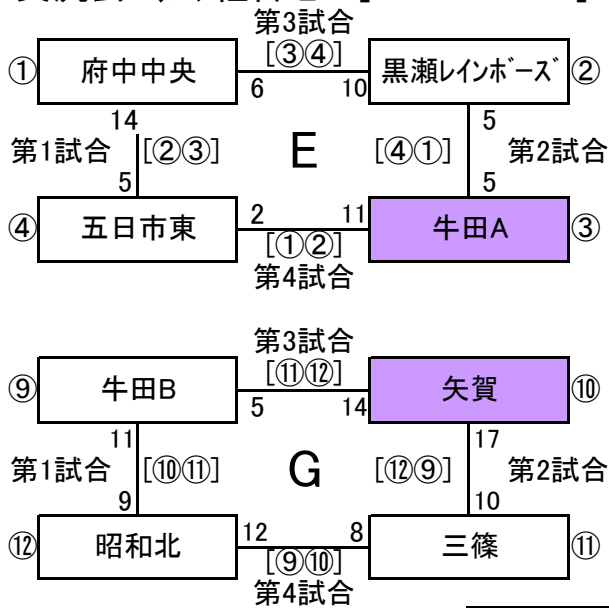 第3試合
① 府中中央 [③④] 黒瀬レインボーズ ②
6 10
14 5
第1試合 [②③] E [④①] 第2試合
5 5
④ 五日市東 2 11 牛田A ③
[①②]
第4試合
第3試合
⑨ 牛田B [⑪⑫] 矢賀 ⑩
5 14
11 17
第1試合 [⑩⑪] G [⑫⑨] 第2試合
9 10
⑫ 昭和北 12 8 三篠 ⑪
[⑨⑩]
第4試合